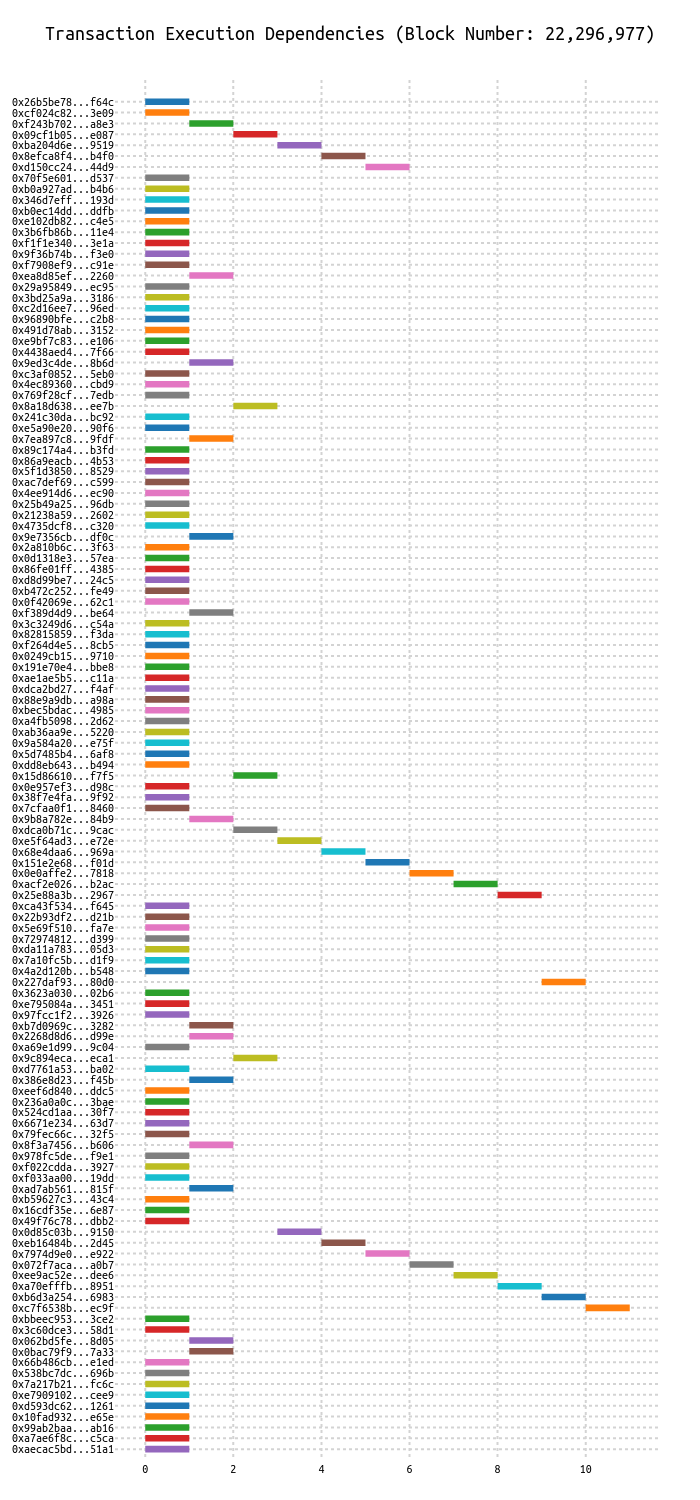 Transaction Execution Dependencies (Block Number: 22,296,977)
0x26b5be78...f64c
0xcf024c82...3e09
0xf243b702...a8e3
0x09cf1b05...e087
0xba204d6e...9519
0x8efca8f4...b4f0
0xd150cc24...44d9
0x70f5e601...d537
0xb0a927ad...b4b6
0x346d7eff...193d
0xb0ec14dd...ddfb
0xe102db82...c4e5
0x3b6fb86b...11e4
0xf1f1e340...3e1a
0x9f36b74b...f3e0
0xf7908ef9...c91e
0xea8d85ef...2260
0x29a95849...ec95
0x3bd25a9a...3186
0xc2d16ee7...96ed
0x96890bfe...c2b8
0x491d78ab...3152
0xe9bf7c83...e106
0x4438aed4...7f66
0x9ed3c4de...8b6d
0xc3af0852...5eb0
0x4ec89360...cbd9
0x769f28cf...7edb
0x8a18d638...ee7b
0x241c30da...bc92
0xe5a90e20...90f6
0x7ea897c8...9fdf
0x89c174a4...b3fd
0x86a9eacb...4b53
0x5f1d3850...8529
0xac7def69...c599
0x4ee914d6...ec90
0x25b49a25...96db
0x21238a59...2602
0x4735dcf8...c320
0x9e7356cb...df0c
0x2a810b6c...3f63
0x0d1318e3...57ea
0x86fe01ff...4385
0xd8d99be7...24c5
0xb472c252...fe49
0x0f42069e...62c1
0xf389d4d9...be64
0x3c3249d6...c54a
0x82815859...f3da
0xf264d4e5...8cb5
0x0249cb15...9710
0x191e70e4...bbe8
0xae1ae5b5...c11a
0xdca2bd27...f4af
0x88e9a9db...a98a
0xbec5bdac...4985
0xa4fb5098...2d62
0xab36aa9e...5220
0x9a584a20...e75f
0x5d7485b4...6af8
0xdd8eb643...b494
0x15d86610...f7f5
0x0e957ef3...d98c
0x38f7e4fa...9f92
0x7cfaa0f1...8460
0x9b8a782e...84b9
0xdca0b71c...9cac
0xe5f64ad3...e72e
0x68e4daa6...969a
0x151e2e68...f01d
0x0e0affe2...7818
0xacf2e026...b2ac
0x25e88a3b...2967
0xca43f534...f645
0x22b93df2...d21b
0x5e69f510...fa7e
0x72974812...d399
0xda11a783...05d3
0x7a10fc5b...d1f9
0x4a2d120b...b548
0x227daf93...80d0
0x3623a030...02b6
0xe795084a...3451
0x97fcc1f2...3926
0xb7d0969c...3282
0x2268d8d6...d99e
0xa69e1d99...9c04
0x9c894eca...eca1
0xd7761a53...ba02
0x386e8d23...f45b
0xeef6d840...ddc5
0x236a0a0c...3bae
0x524cd1aa...30f7
0x6671e234...63d7
0x79fec66c...32f5
0x8f3a7456...b606
0x978fc5de...f9e1
0xf022cdda...3927
0xf033aa00...19dd
0xad7ab561...815f
0xb59627c3...43c4
0x16cdf35e...6e87
0x49f76c78...dbb2
0x0d85c03b...9150
0xeb16484b...2d45
0x7974d9e0...e922
0x072f7aca...a0b7
0xee9ac52e...dee6
0xa70efffb...8951
0xb6d3a254...6983
0xc7f6538b...ec9f
0xbbeec953...3ce2
0x3c60dce3...58d1
0x062bd5fe...8d05
0x0bac79f9...7a33
0x66b486cb...e1ed
0x538bc7dc...696b
0x7a217b21...fc6c
0xe7909102...cee9
0xd593dc62...1261
0x10fad932...e65e
0x99ab2baa...ab16
0xa7ae6f8c...c5ca
0xaecac5bd...51a1
0 2 4 6 8 10